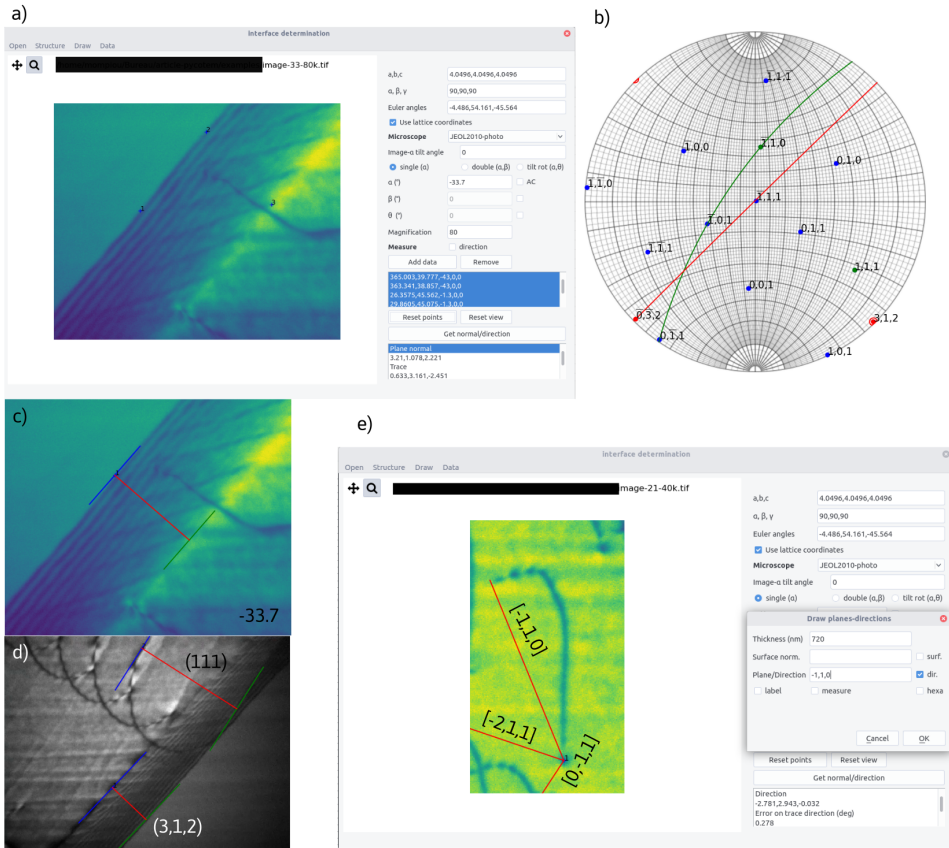 a)
Interface determination
Open Structure Draw Data
image-33-80k.tif
a,b,c 4.0496,4.0496,4.0496
α, β, γ 90,90,90
Euler angles -4.486,54.161,-45.564
Use lattice coordinates
Microscope JEOL2010-photo
Image-α tilt angle 0
single (α) double (α,β) tilt rot (α,θ)
α (°) -33.7 AC
β (°) 0
θ (°) 0
Magnification 80
Measure direction
Add data Remove
365.003,39.777,-43,0,0
363.341,38.857,-43,0,0
26.3575,45.562,-1.3,0,0
29.8605,45.075,-1.3,0,0
Reset points Reset view
Get normal/direction
Plane normal
3.21,1.078,2.221
Trace
0.633,3.161,-2.451
2
1
3
b)
1̅,1,1̅
1̅,1,0
1,0,0
0,1,0
1̅,1̅,0
1,1,1
1̅,0,1
0,1,1
1̅,1̅,1
1,1,1
0,0,1
0,3̅,2
3,1,2
0,1̅,1
1,0,1
c)
1
-33.7
d)
(111)
1
(3,1,2)
e)
Interface determination
Open Structure Draw Data
mage-21-40k.tif
a,b,c 4.0496,4.0496,4.0496
α, β, γ 90,90,90
Euler angles -4.486,54.161,-45.564
Use lattice coordinates
Microscope JEOL2010-photo
Image-α tilt angle 0
single (α) double (α,β) tilt rot (α,θ)
Draw planes-directions
Thickness (nm) 720
Surface norm. surf.
Plane/Direction -1,1,0 dir.
label measure hexa
Cancel OK
Reset points Reset view
Get normal/direction
Direction
-2.781,2.943,-0.032
Error on trace direction (deg)
0.278
[-1,1,0]
[-2,1,1]
[0,-1,1]
1